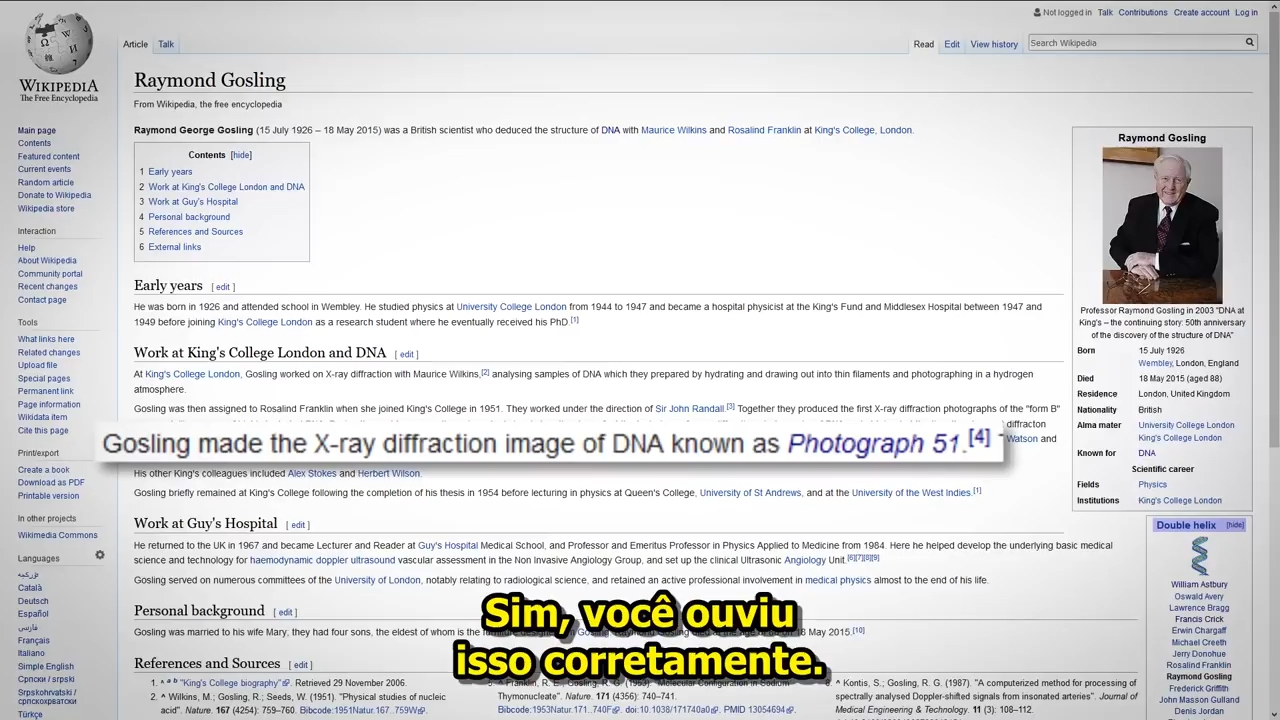 Not logged in Talk Contributions Create account Log in
WIKIPEDIA
The Free Encyclopedia
Article Talk
Read Edit View history
Search Wikipedia
Main page
Contents
Featured content
Current events
Random article
Donate to Wikipedia
Wikipedia store
Interaction
Help
About Wikipedia
Community portal
Recent changes
Contact page
Tools
What links here
Related changes
Upload file
Special pages
Permanent link
Page information
Wikidata item
Cite this page
Print/export
Create a book
Download as PDF
Printable version
In other projects
Wikimedia Commons
Languages
تۆرکجه
Català
Deutsch
Español
فارسی
Français
Italiano
Simple English
Српски / srpski
Srpskohrvatski /
српскохрватски
Türkçe
Raymond Gosling
From Wikipedia, the free encyclopedia
Raymond George Gosling (15 July 1926 – 18 May 2015) was a British scientist who deduced the structure of DNA with Maurice Wilkins and Rosalind Franklin at King's College, London.
Contents [hide]
1 Early years
2 Work at King's College London and DNA
3 Work at Guy's Hospital
4 Personal background
5 References and Sources
6 External links
Early years [ edit ]
He was born in 1926 and attended school in Wembley. He studied physics at University College London from 1944 to 1947 and became a hospital physicist at the King's Fund and Middlesex Hospital between 1947 and
1949 before joining King's College London as a research student where he eventually received his PhD.[1]
Work at King's College London and DNA [ edit ]
At King's College London, Gosling worked on X-ray diffraction with Maurice Wilkins,[2] analysing samples of DNA which they prepared by hydrating and drawing out into thin filaments and photographing in a hydrogen
atmosphere.
Gosling was then assigned to Rosalind Franklin when she joined King's College in 1951. They worked under the direction of Sir John Randall.[3] Together they produced the first X-ray diffraction photographs of the "form B"
diffraction
Watson and
Gosling made the X-ray diffraction image of DNA known as Photograph 51.[4]
His other King's colleagues included Alex Stokes and Herbert Wilson.
Gosling briefly remained at King's College following the completion of his thesis in 1954 before lecturing in physics at Queen's College, University of St Andrews, and at the University of the West Indies.[1]
Work at Guy's Hospital [ edit ]
He returned to the UK in 1967 and became Lecturer and Reader at Guy's Hospital Medical School, and Professor and Emeritus Professor in Physics Applied to Medicine from 1984. Here he helped develop the underlying basic medical
science and technology for haemodynamic doppler ultrasound vascular assessment in the Non Invasive Angiology Group, and set up the clinical Ultrasonic Angiology Unit.[6][7][8][9]
Gosling served on numerous committees of the University of London, notably relating to radiological science, and retained an active professional involvement in medical physics almost to the end of his life.
Personal background [ edit ]
Gosling was married to his wife Mary; they had four sons, the eldest of whom is the 18 May 2015.[10]
References and Sources [ edit ]
1. ^ a b "King's College biography". Retrieved 29 November 2006.
2. ^ Wilkins, M.; Gosling, R.; Seeds, W. (1951). "Physical studies of nucleic
acid". Nature. 167 (4254): 759–760. Bibcode:1951Natur.167..759W.
Thymonucleate". Nature. 171 (4356): 740–741.
Bibcode:1953Natur.171..740F. doi:10.1038/171740a0. PMID 13054694.
^ Kontis, S.; Gosling, R. G. (1987). "A computerized method for processing of
spectrally analysed Doppler-shifted signals from insonated arteries". Journal of
Medical Engineering & Technology. 11 (3): 108–112.
Raymond Gosling
Professor Raymond Gosling in 2003 "DNA at
King's – the continuing story: 50th anniversary
of the discovery of the structure of DNA"
Born 15 July 1926
Wembley, London, England
Died 18 May 2015 (aged 88)
Residence London, United Kingdom
Nationality British
Alma mater University College London
King's College London
Known for DNA
Scientific career
Fields Physics
Institutions King's College London
Double helix [hide]
William Astbury
Oswald Avery
Lawrence Bragg
Francis Crick
Erwin Chargaff
Michael Creeth
Jerry Donohue
Rosalind Franklin
Raymond Gosling
Frederick Griffith
John Masson Gulland
Denis Jordan
Sim, você ouviu
isso corretamente.